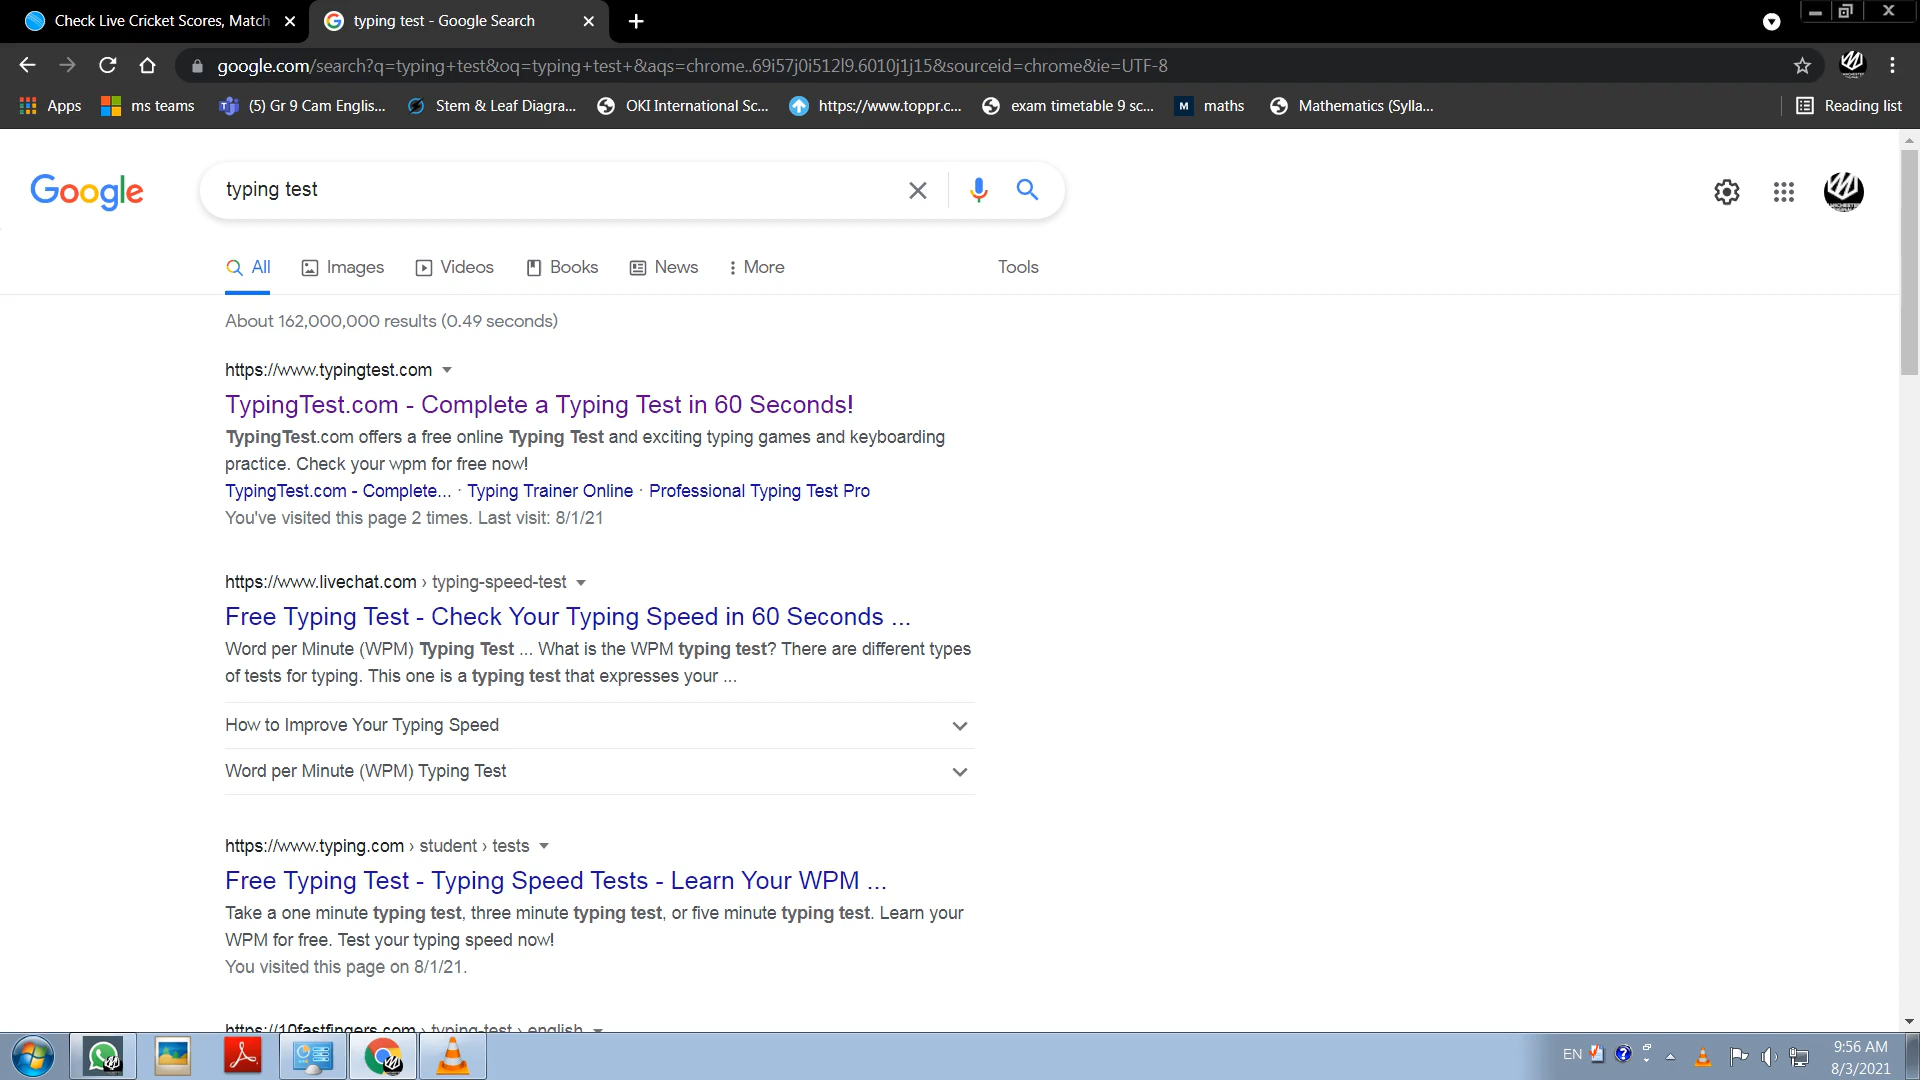 Check Live Cricket Scores, Match
typing test - Google Search
google.com/search?q=typing+test&oq=typing+test+&aqs=chrome..69i57j0i512l9.6010j1j15&sourceid=chrome&ie=UTF-8
Apps
ms teams
(5) Gr 9 Cam Englis...
Stem & Leaf Diagra...
OKI International Sc...
https://www.toppr.c...
exam timetable 9 sc...
M maths
Mathematics (Sylla...
Reading list
Google
typing test
All
Images
Videos
Books
News
More
Tools
About 162,000,000 results (0.49 seconds)
https://www.typingtest.com
TypingTest.com - Complete a Typing Test in 60 Seconds!
TypingTest.com offers a free online Typing Test and exciting typing games and keyboarding
practice. Check your wpm for free now!
TypingTest.com - Complete... · Typing Trainer Online · Professional Typing Test Pro
You've visited this page 2 times. Last visit: 8/1/21
https://www.livechat.com › typing-speed-test
Free Typing Test - Check Your Typing Speed in 60 Seconds ...
Word per Minute (WPM) Typing Test ... What is the WPM typing test? There are different types
of tests for typing. This one is a typing test that expresses your ...
How to Improve Your Typing Speed
Word per Minute (WPM) Typing Test
https://www.typing.com › student › tests
Free Typing Test - Typing Speed Tests - Learn Your WPM ...
Take a one minute typing test, three minute typing test, or five minute typing test. Learn your
WPM for free. Test your typing speed now!
You visited this page on 8/1/21.
https://10fastfingers.com › typing-test › english
EN
9:56 AM
8/3/2021